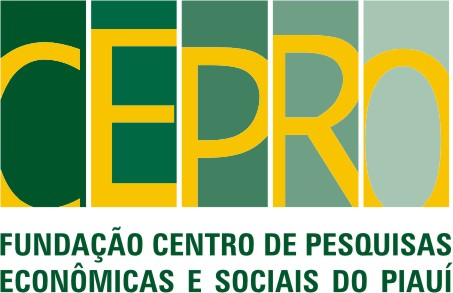 CEPRO
FUNDAÇÃO CENTRO DE PESQUISAS
ECONÔMICAS E SOCIAIS DO PIAUÍ